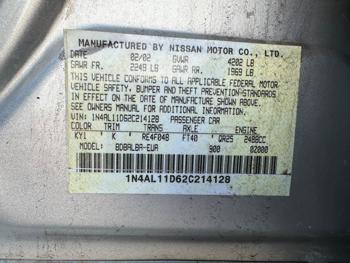 MANUFACTURED BY NISSAN MOTOR CO., LTD.
DATE 02/02 GVWR 4202 LB
GAWR FR. 2249 LB GAWR RR. 1969 LB
THIS VEHICLE CONFORMS TO ALL APPLICABLE FEDERAL MOTOR
VEHICLE SAFETY, BUMPER AND THEFT PREVENTION STANDARDS
IN EFFECT ON THE DATE OF MANUFACTURE SHOWN ABOVE.
SEE OWNERS MANUAL FOR ADDITIONAL INFORMATION.
VIN: 1N4AL11D62C214128 PASSENGER CAR
COLOR TRIM TRANS AXLE ENGINE
KY1 K RE4F04B FT40 QR25 2488CC
MODEL BDBALBA-EUA 900 02000
1N4AL11D62C214128